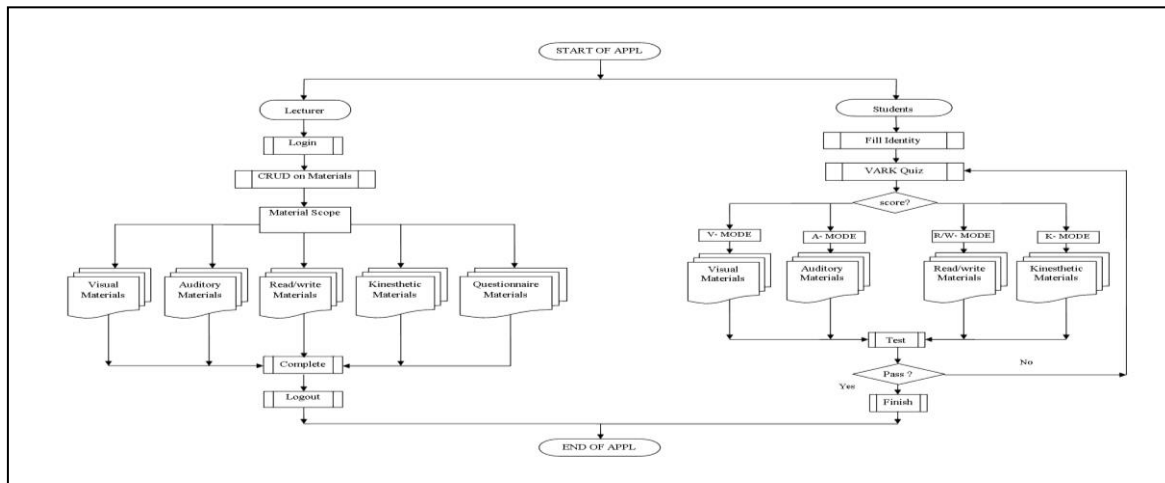 START OF APPL
Lecturer
Students
Login
Fill Identity
CRUD on Materials
VARK Quiz
Material Scope
score?
V- MODE
A- MODE
R/W- MODE
K- MODE
Visual
Materials
Auditory
Materials
Read/write
Materials
Kinesthetic
Materials
Questionnaire
Materials
Visual
Materials
Auditory
Materials
Read/write
Materials
Kinesthetic
Materials
Complete
Test
Pass ?
No
Yes
Logout
Finish
END OF APPL